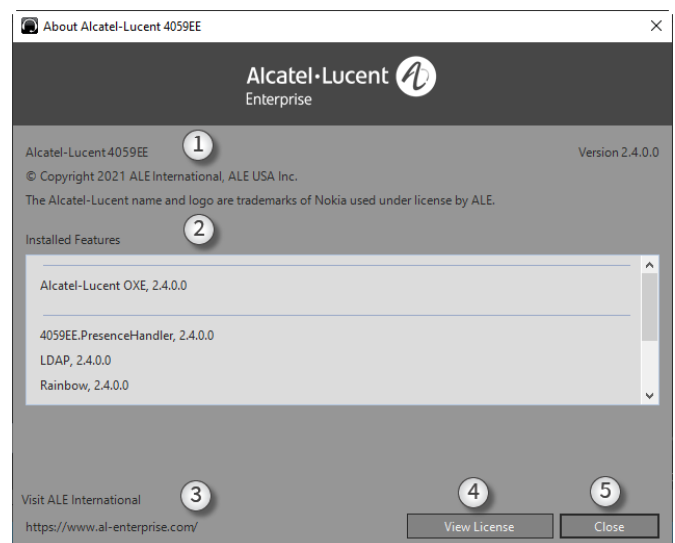 About Alcatel-Lucent 4059EE
Alcatel·Lucent
Enterprise
1
Alcatel-Lucent 4059EE
Version 2.4.0.0
© Copyright 2021 ALE International, ALE USA Inc.
The Alcatel-Lucent name and logo are trademarks of Nokia used under license by ALE.
2
Installed Features
Alcatel-Lucent OXE, 2.4.0.0
4059EE.PresenceHandler, 2.4.0.0
LDAP, 2.4.0.0
Rainbow, 2.4.0.0
Visit ALE International
3
4
5
https://www.al-enterprise.com/
View License
Close